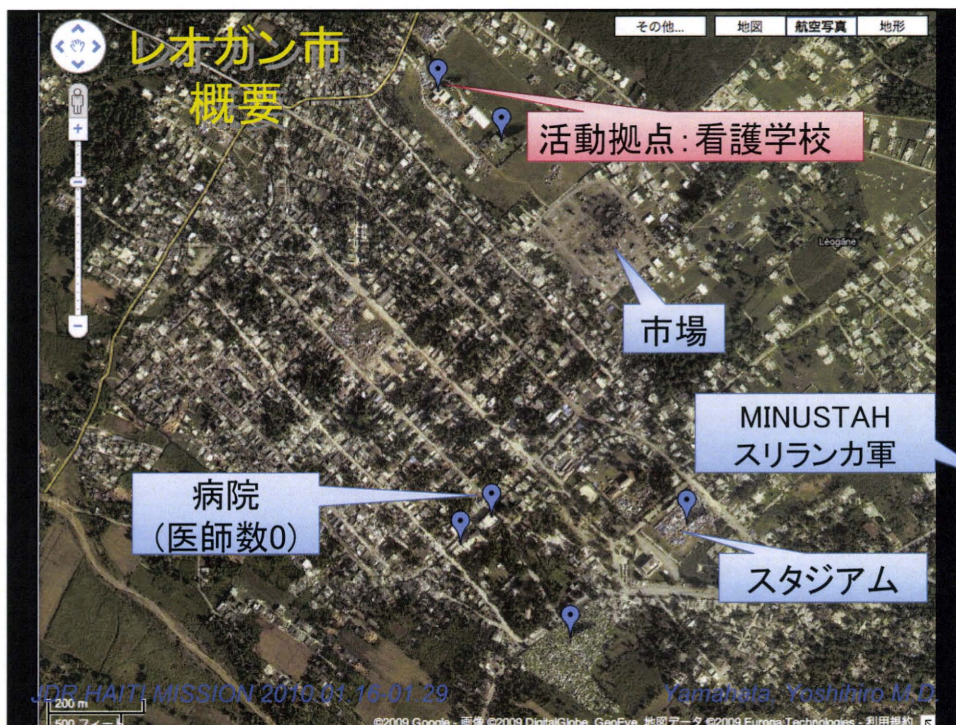 レオガン市
概要
その他...
地図
航空写真
地形
活動拠点:看護学校
Léogâne
市場
MINUSTAH
スリランカ軍
病院
(医師数0)
スタジアム
JDR HAITI MISSION 2010.01.16-01.29
Yamahata Yoshihiro M.D.
200 m
500 フィート
©2009 Google - 画像 ©2009 DigitalGlobe, GeoEye, 地図データ ©2009 Europa Technologies - 利用規約